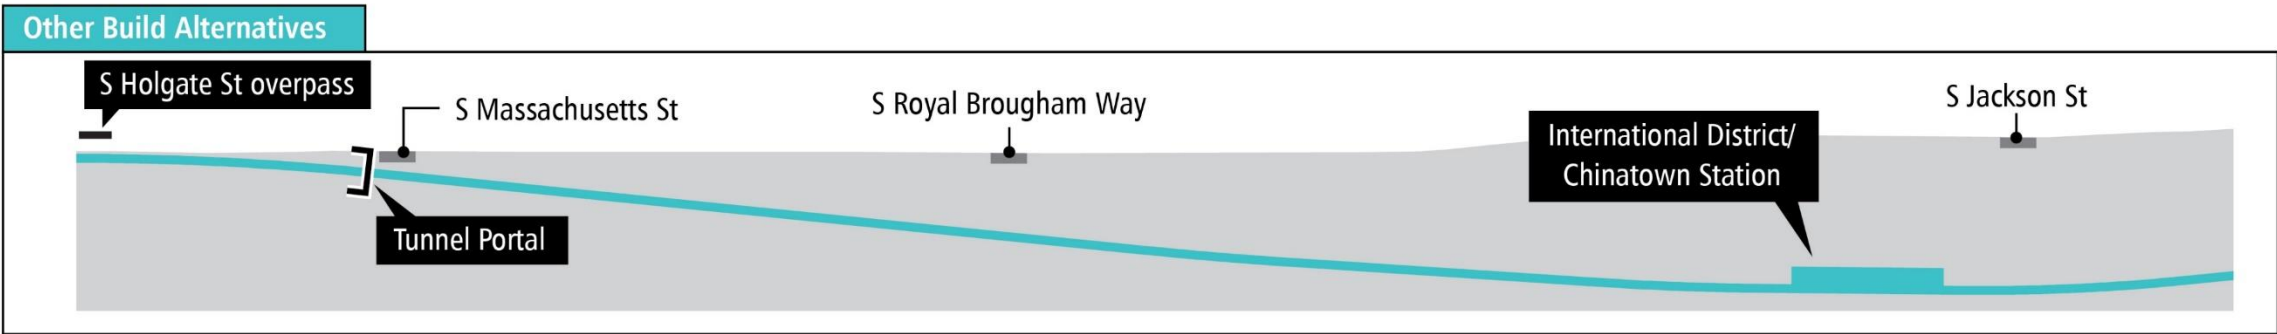 Other Build Alternatives
S Holgate St overpass
S Massachusetts St
S Royal Brougham Way
S Jackson St
International District/
Chinatown Station
Tunnel Portal